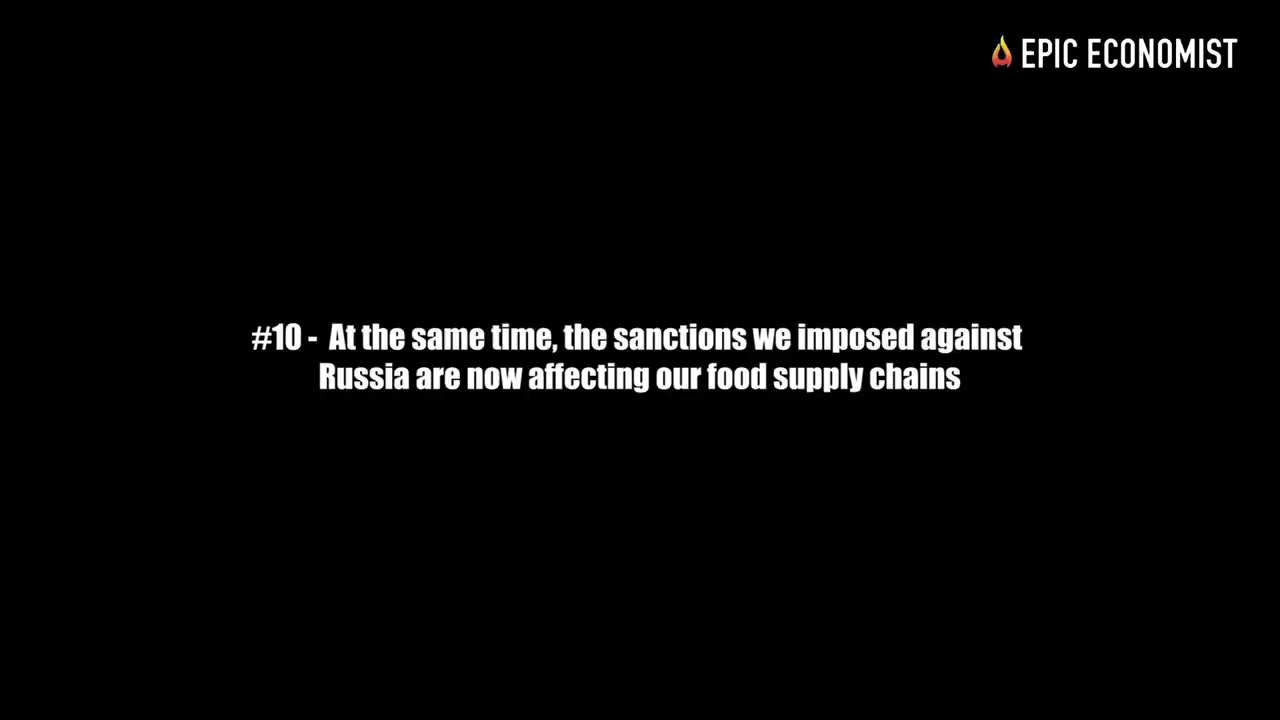 EPIC ECONOMIST
#10 - At the same time, the sanctions we imposed against
Russia are now affecting our food supply chains